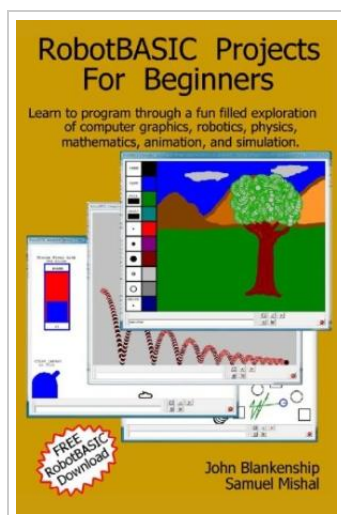 RobotBASIC Projects
For Beginners
Learn to program through a fun filled exploration
of computer graphics, robotics, physics,
mathematics, animation, and simulation.
FREE
RobotBASIC
Download
John Blankenship
Samuel Mishal